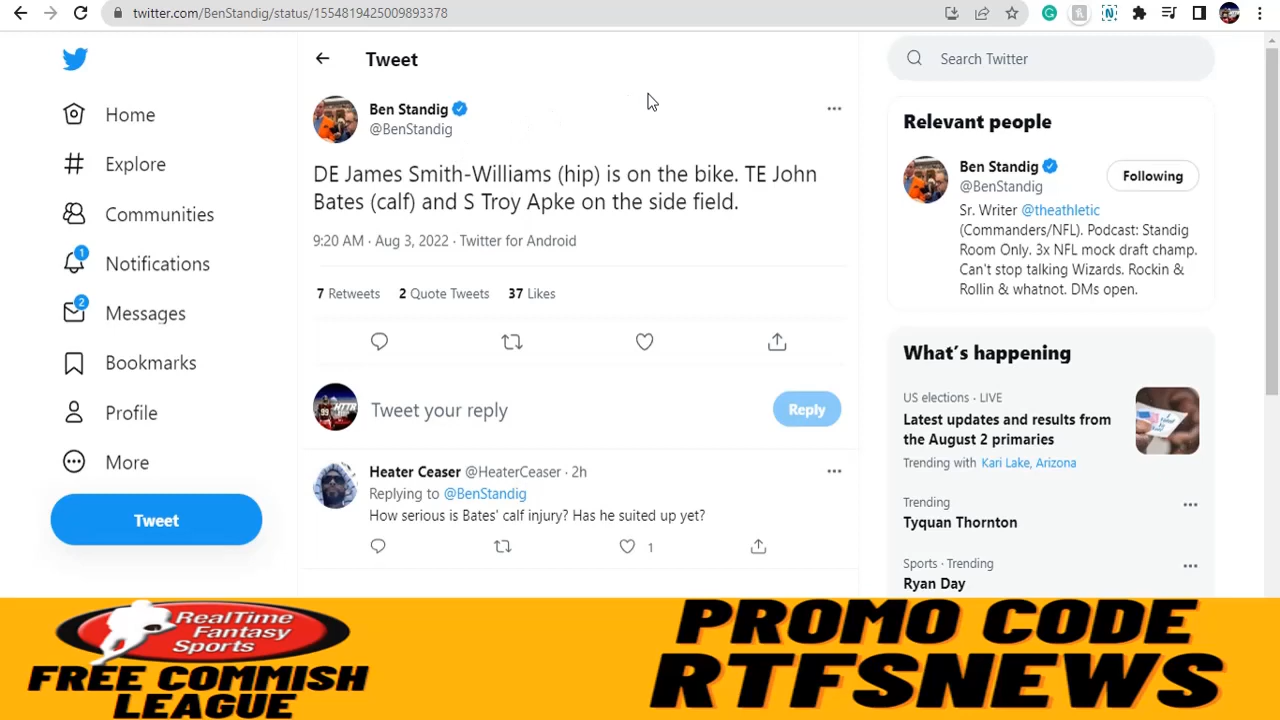 twitter.com/BenStandig/status/1554819425009893378
Home
Explore
Communities
1
Notifications
2
Messages
Bookmarks
Profile
More
Tweet
Tweet
Ben Standig
@BenStandig
DE James Smith-Williams (hip) is on the bike. TE John
Bates (calf) and S Troy Apke on the side field.
9:20 AM · Aug 3, 2022 · Twitter for Android
7 Retweets 2 Quote Tweets 37 Likes
Tweet your reply
Reply
Heater Ceaser @HeaterCeaser · 2h
Replying to @BenStandig
How serious is Bates' calf injury? Has he suited up yet?
1
Search Twitter
Relevant people
Ben Standig
@BenStandig
Following
Sr. Writer @theathletic
(Commanders/NFL). Podcast: Standig
Room Only. 3x NFL mock draft champ.
Can't stop talking Wizards. Rockin &
Rollin & whatnot. DMs open.
What's happening
US elections · LIVE
Latest updates and results from
the August 2 primaries
Trending with Kari Lake, Arizona
Trending
Tyquan Thornton
Sports · Trending
Ryan Day
RealTime
Fantasy
Sports
FREE COMMISH
LEAGUE
PROMO CODE
RTFSNEWS